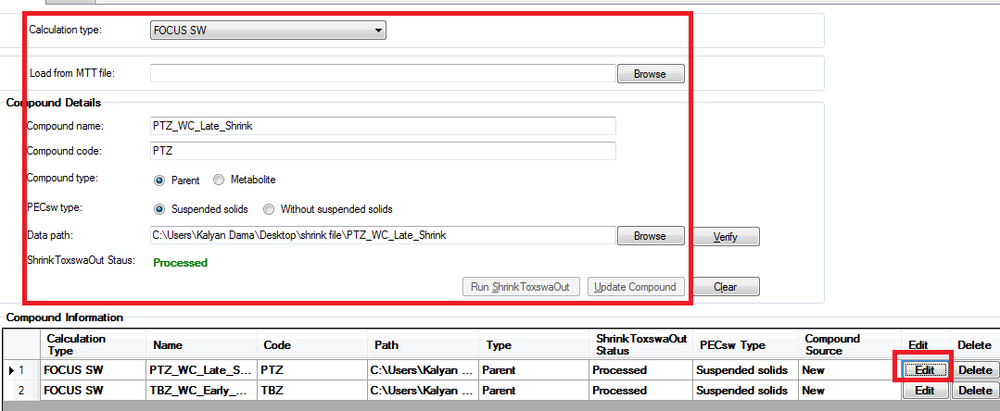 Calculation type: FOCUS SW
Load from MTT file: Browse
Compound Details
Compound name: PTZ_WC_Late_Shrink
Compound code: PTZ
Compound type: Parent Metabolite
PECsw type: Suspended solids Without suspended solids
Data path: C:\Users\Kalyan Dama\Desktop\shrink file\PTZ_WC_Late_Shrink Browse Verify
ShrinkToxswaOut Staus: Processed
Run ShrinkToxswaOut Update Compound Clear
Compound Information
Calculation Type Name Code Path Type ShrinkToxswaOut Status PECsw Type Compound Source Edit Delete
1 FOCUS SW PTZ_WC_Late_S... PTZ C:\Users\Kalyan ... Parent Processed Suspended solids New Edit Delete
2 FOCUS SW TBZ_WC_Early_... TBZ C:\Users\Kalyan ... Parent Processed Suspended solids New Edit Delete